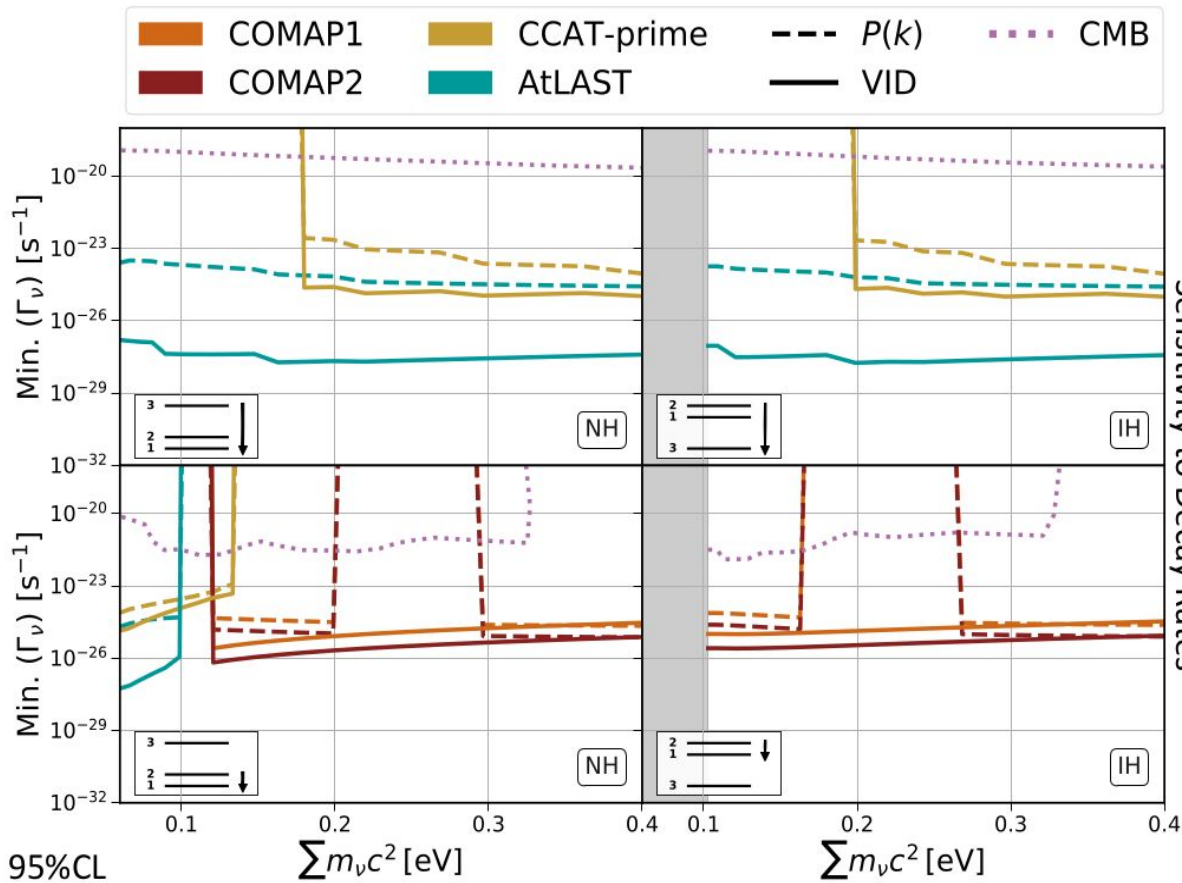 COMAP1 CCAT-prime P(k) CMB
COMAP2 AtLAST VID
Min. (Γν) [s⁻¹]
10⁻²⁰
10⁻²³
10⁻²⁶
10⁻²⁹
10⁻³²
3
2
1
NH
2
1
3
IH
Min. (Γν) [s⁻¹]
10⁻²⁰
10⁻²³
10⁻²⁶
10⁻²⁹
10⁻³²
3
2
1
NH
2
1
3
IH
Sensitivity to Decay Rates
0.1 0.2 0.3 0.4 0.1 0.2 0.3 0.4
95%CL ∑mνc² [eV] ∑mνc² [eV]